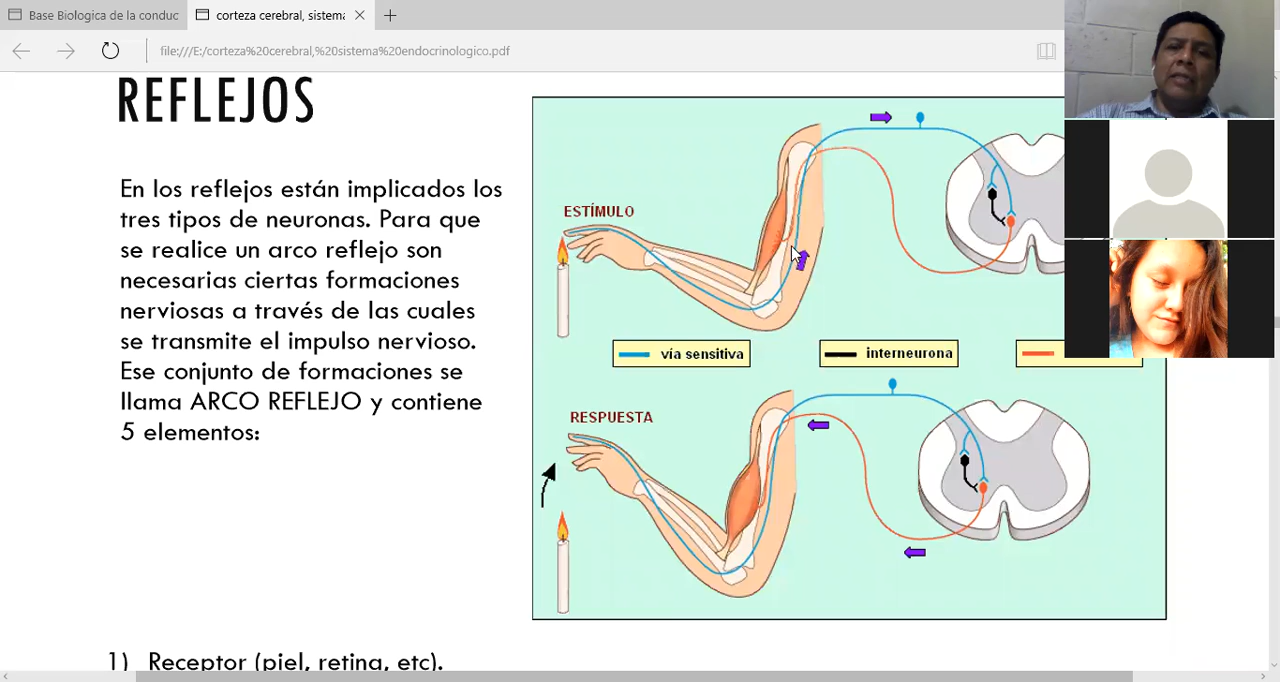 Base Biologica de la conduc
corteza cerebral, sistema
file:///E:/corteza%20cerebral,%20sistema%20endocrinologico.pdf
REFLEJOS
En los reflejos están implicados los
tres tipos de neuronas. Para que
se realice un arco reflejo son
necesarias ciertas formaciones
nerviosas a través de las cuales
se transmite el impulso nervioso.
Ese conjunto de formaciones se
llama ARCO REFLEJO y contiene
5 elementos:
1) Receptor (piel, retina, etc).
ESTÍMULO
vía sensitiva
interneurona
RESPUESTA